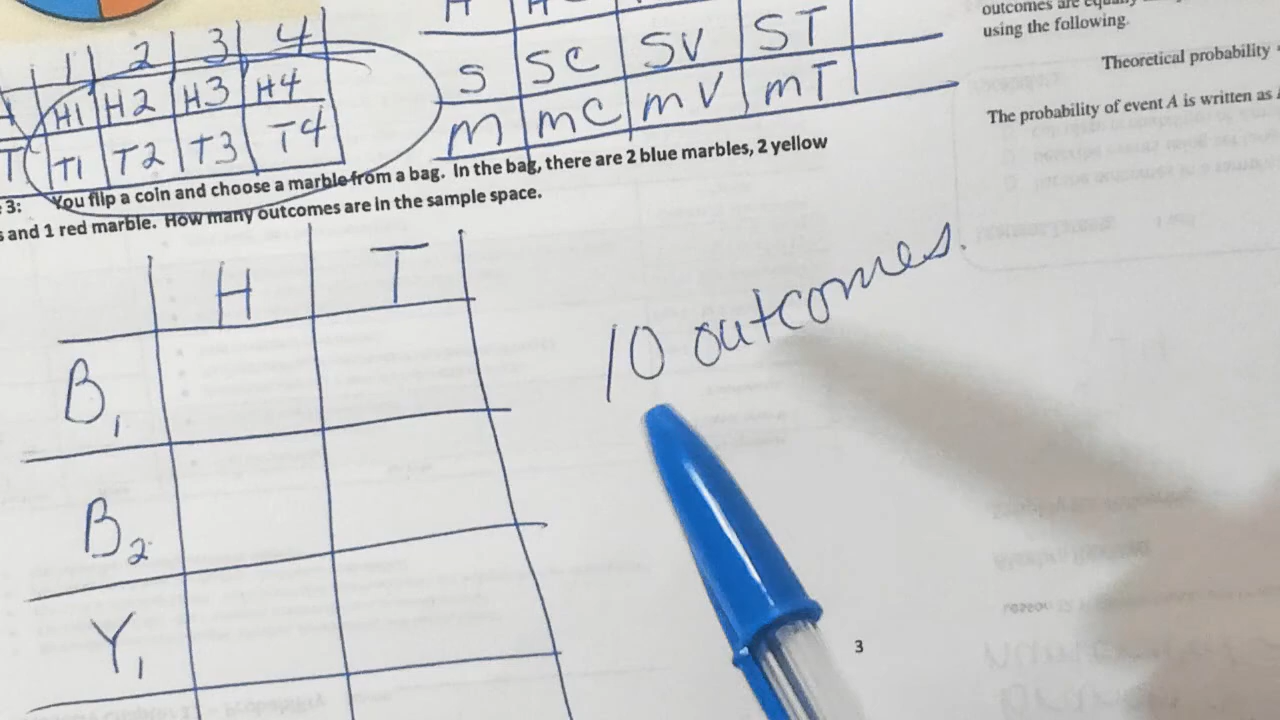 1 2 3 4
H1 H2 H3 H4
T T1 T2 T3 T4
S SC SV ST
M mC mV mT
3: You flip a coin and choose a marble from a bag. In the bag, there are 2 blue marbles, 2 yellow
and 1 red marble. How many outcomes are in the sample space.
H T
B1
B2
Y1
10 outcomes.
outcomes are
using the following.
Theoretical probability
The probability of event A is written as
3